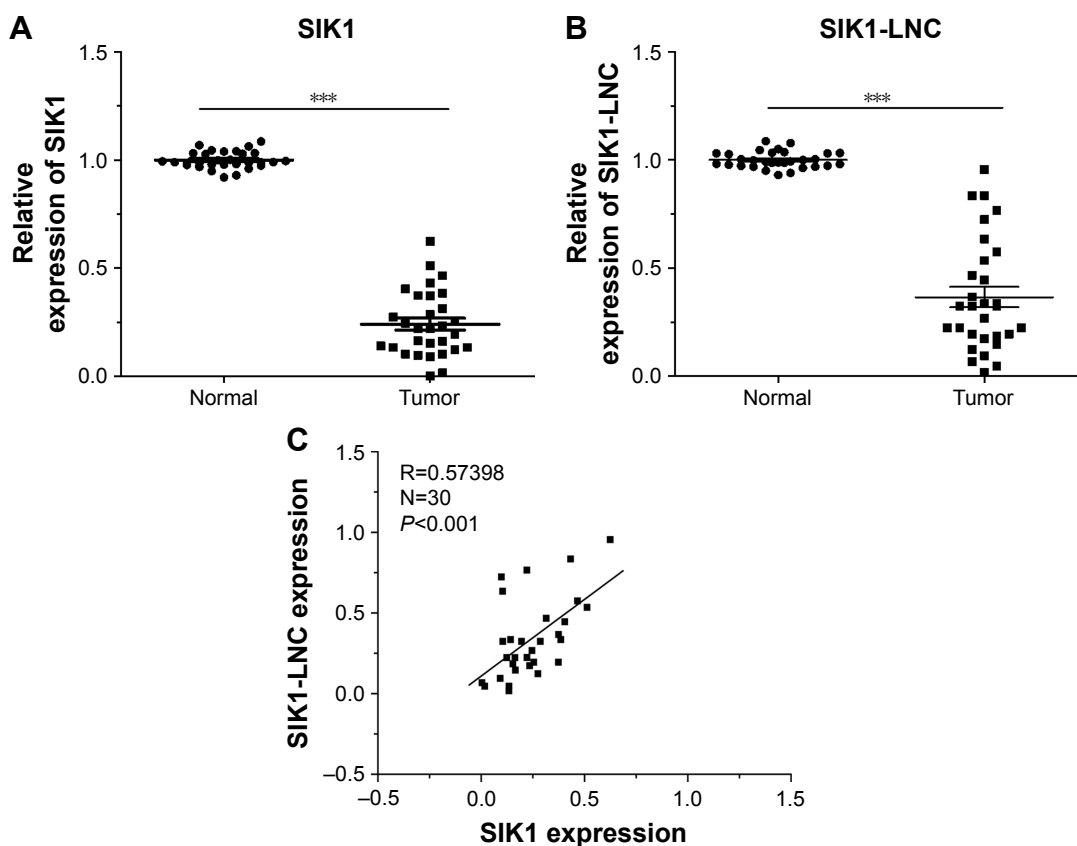 A
SIK1
Relative
expression of SIK1
1.5
1.0
0.5
0.0
***
Normal
Tumor
B
SIK1-LNC
Relative
expression of SIK1-LNC
1.5
1.0
0.5
0.0
***
Normal
Tumor
C
SIK1-LNC expression
1.5
1.0
0.5
0.0
–0.5
R=0.57398
N=30
P<0.001
–0.5
0.0
0.5
1.0
1.5
SIK1 expression